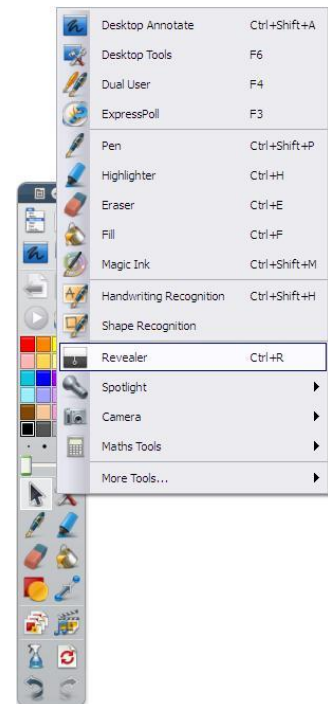 Desktop Annotate Ctrl+Shift+A
Desktop Tools F6
Dual User F4
ExpressPoll F3
Pen Ctrl+Shift+P
Highlighter Ctrl+H
Eraser Ctrl+E
Fill Ctrl+F
Magic Ink Ctrl+Shift+M
Handwriting Recognition Ctrl+Shift+H
Shape Recognition
Revealer Ctrl+R
Spotlight
Camera
Maths Tools
More Tools...